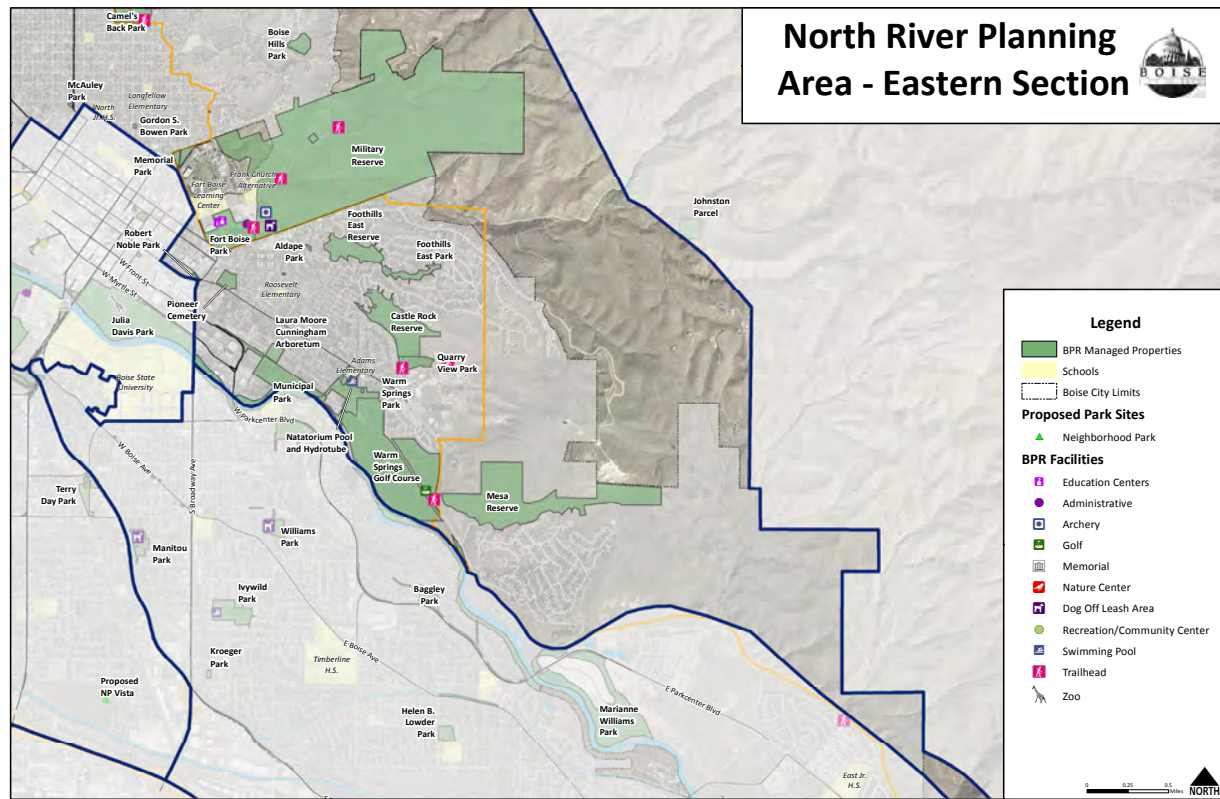 North River Planning
Area - Eastern Section
BOISE
Camel's
Back Park
Boise
Hills
Park
McAuley
Park
Longfellow
Elementary
North
Jr. H.S.
Gordon S.
Bowen Park
Memorial
Park
Military
Reserve
Frank Church
Alternative
Fort Boise
Learning
Center
Johnston
Parcel
Robert
Noble Park
Fort Boise
Park
Aldape
Park
Foothills
East
Reserve
Foothills
East Park
W Front St
W Myrtle St
Roosevelt
Elementary
Pioneer
Cemetery
Julia
Davis Park
Laura Moore
Cunningham
Arboretum
Castle Rock
Reserve
Adams
Elementary
Quarry
View Park
Warm
Springs
Park
Boise State
University
Municipal
Park
W Parkcenter Blvd
Natatorium Pool
and Hydrotube
W Boise Ave
S Broadway Ave
Warm
Springs
Golf Course
Mesa
Reserve
Terry
Day Park
Williams
Park
Manitou
Park
Ivywild
Park
Baggley
Park
Kroeger
Park
E Boise Ave
Timberline
H.S.
Proposed
NP Vista
E Parkcenter Blvd
Helen B.
Lowder
Park
Marianne
Williams
Park
East Jr.
H.S.
Legend
BPR Managed Properties
Schools
Boise City Limits
Proposed Park Sites
Neighborhood Park
BPR Facilities
Education Centers
Administrative
Archery
Golf
Memorial
Nature Center
Dog Off Leash Area
Recreation/Community Center
Swimming Pool
Trailhead
Zoo
0 0.25 0.5
Miles
NORTH